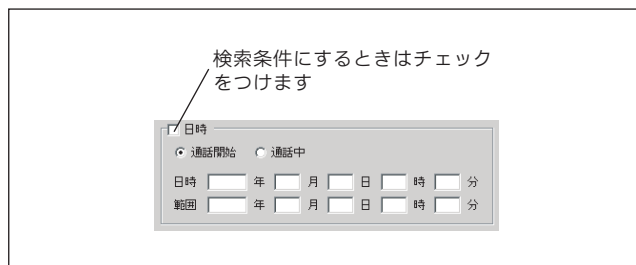 検索条件にするときはチェック
をつけます
日時
通話開始 通話中
日時 年 月 日 時 分
範囲 年 月 日 時 分